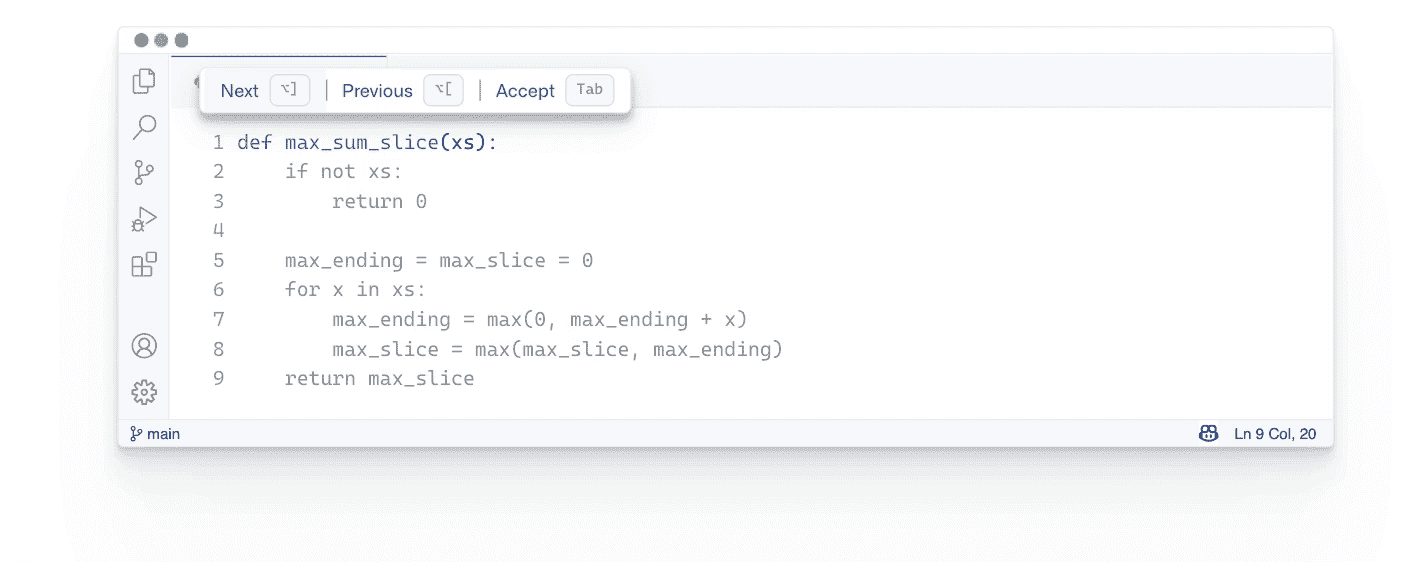 Next ⌥] | Previous ⌥[ | Accept Tab
1 def max_sum_slice(xs):
2     if not xs:
3         return 0
4
5     max_ending = max_slice = 0
6     for x in xs:
7         max_ending = max(0, max_ending + x)
8         max_slice = max(max_slice, max_ending)
9     return max_slice
main Ln 9 Col, 20